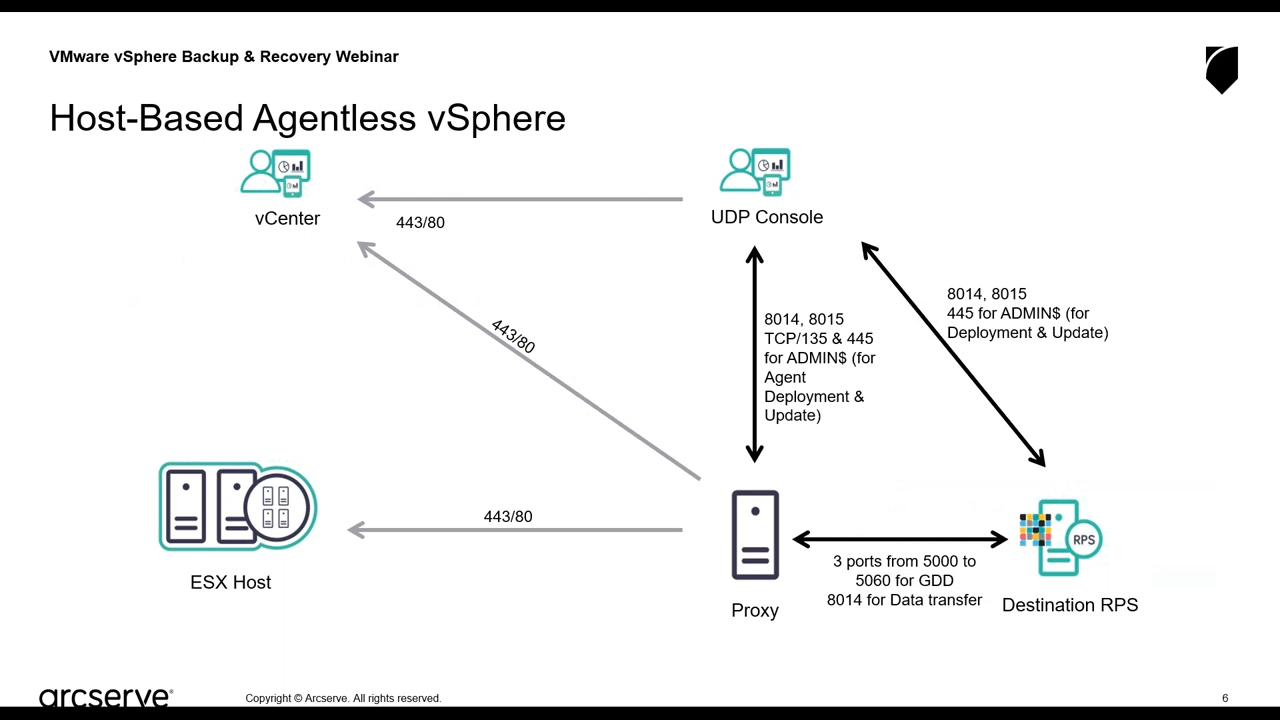 VMware vSphere Backup & Recovery Webinar
Host-Based Agentless vSphere
vCenter
443/80
UDP Console
443/80
8014, 8015
TCP/135 & 445
for ADMIN$ (for
Agent
Deployment &
Update)
8014, 8015
445 for ADMIN$ (for
Deployment & Update)
ESX Host
443/80
Proxy
3 ports from 5000 to
5060 for GDD
8014 for Data transfer
RPS
Destination RPS
arcserve®
Copyright © Arcserve. All rights reserved.
6